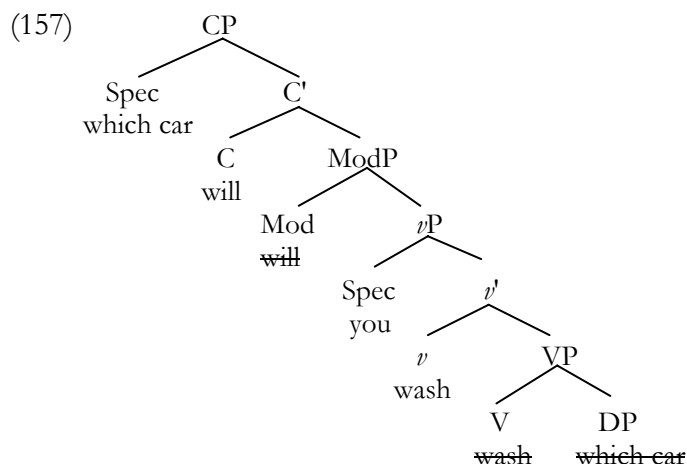 (157) CP
Spec C'
which car
C ModP
will
Mod vP
will
Spec v'
you
v VP
wash
V DP
wash which car